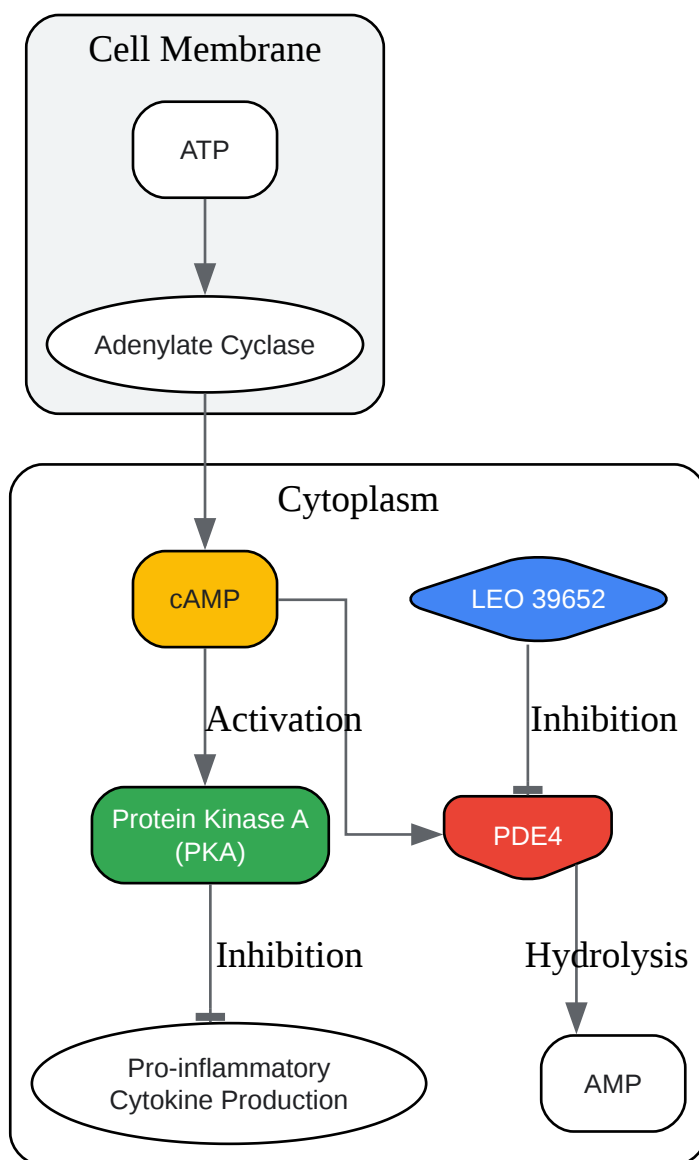 Cell Membrane
ATP
Adenylate Cyclase
Cytoplasm
cAMP
LEO 39652
Activation
Inhibition
Protein Kinase A
(PKA)
PDE4
Inhibition
Hydrolysis
Pro-inflammatory
Cytokine Production
AMP